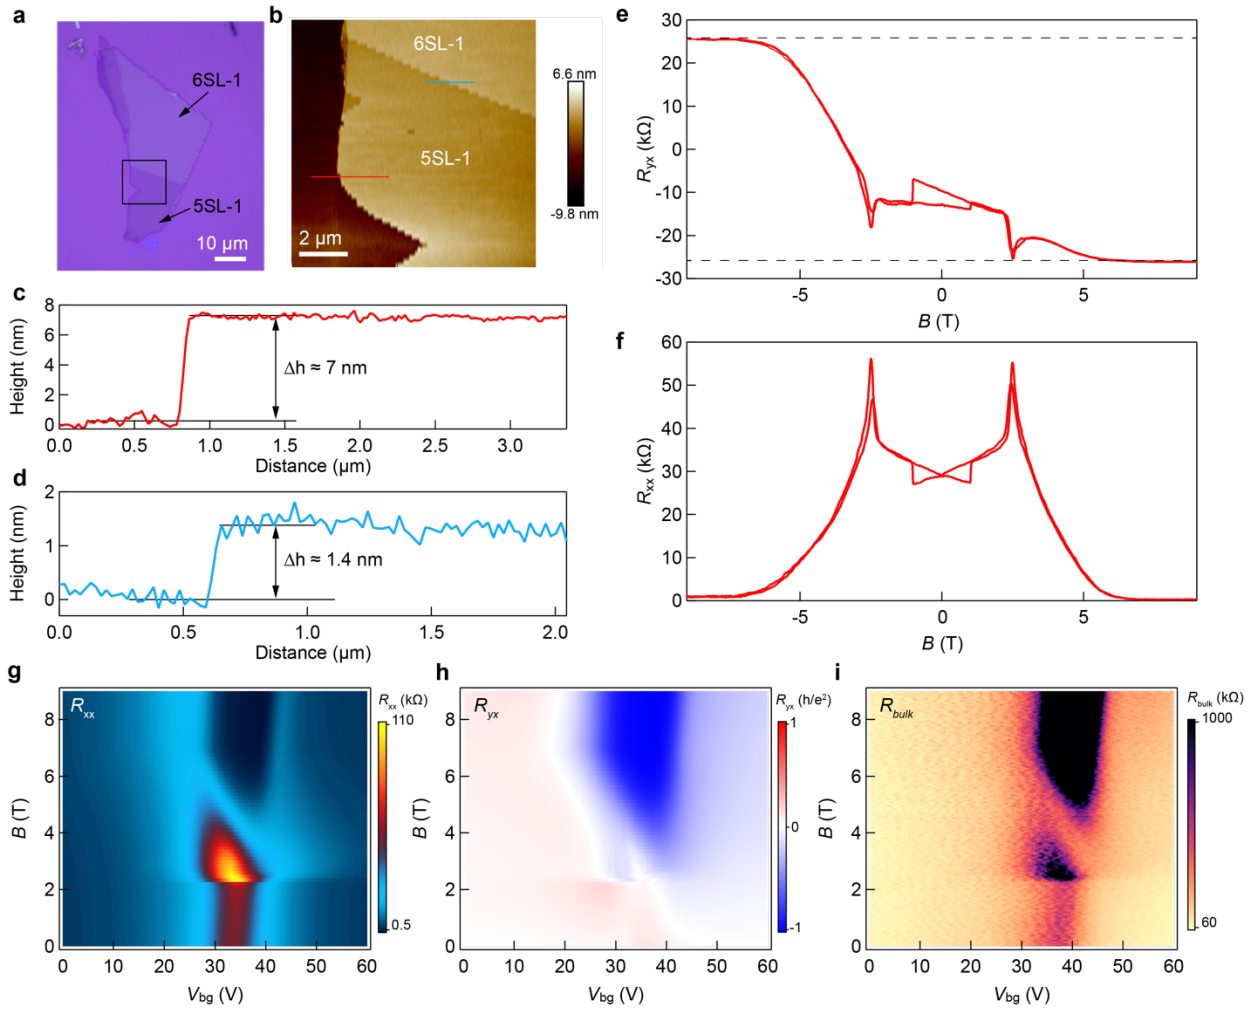 a
6SL-1
5SL-1
10 µm
b
6SL-1
5SL-1
2 µm
6.6 nm
-9.8 nm
c
Height (nm)
8
6
4
2
0
Δh ≈ 7 nm
0.0 0.5 1.0 1.5 2.0 2.5 3.0
Distance (µm)
d
Height (nm)
2
1
0
Δh ≈ 1.4 nm
0.0 0.5 1.0 1.5 2.0
Distance (µm)
e
Ryx (kΩ)
30
20
10
0
-10
-20
-30
-5 0 5
B (T)
f
Rxx (kΩ)
60
50
40
30
20
10
0
-5 0 5
B (T)
g
Rxx
Rxx (kΩ)
110
0.5
B (T)
8
6
4
2
0
0 10 20 30 40 50 60
Vbg (V)
h
Ryx
Ryx (h/e²)
1
0
-1
B (T)
8
6
4
2
0
0 10 20 30 40 50 60
Vbg (V)
i
Rbulk
Rbulk (kΩ)
1000
60
B (T)
8
6
4
2
0
0 10 20 30 40 50 60
Vbg (V)